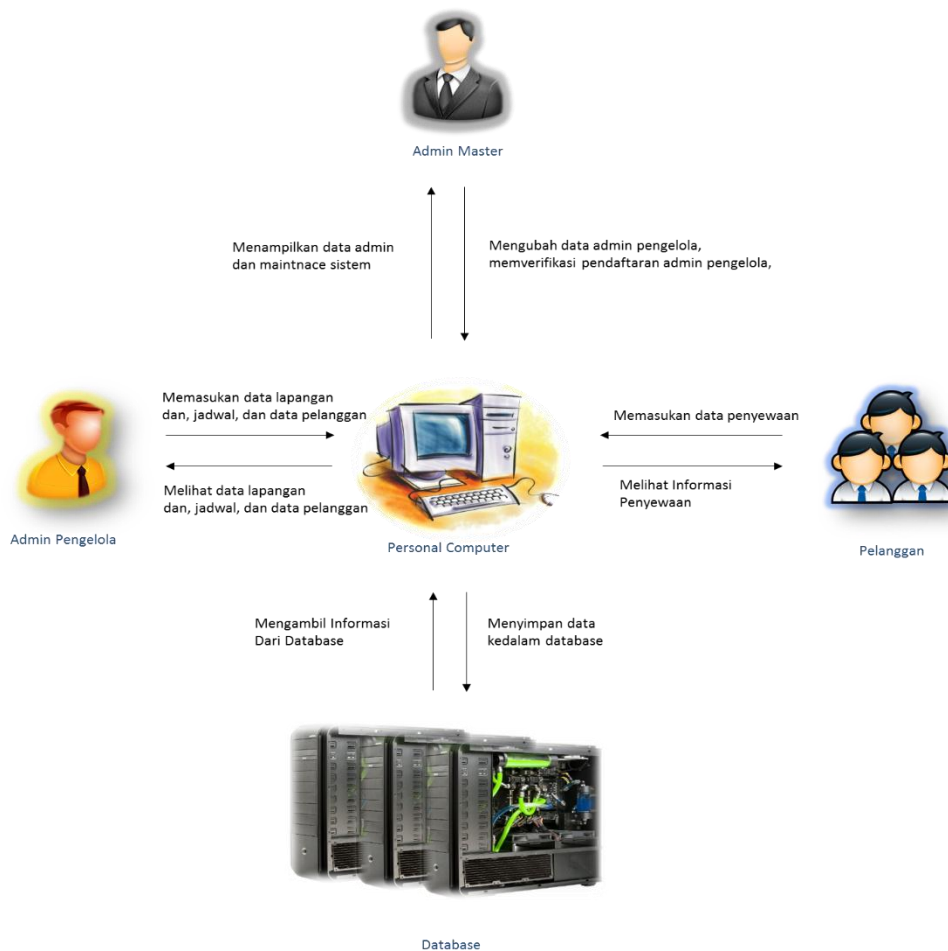 Admin Master
Menampilkan data admin
dan maintnace sistem
Mengubah data admin pengelola,
memverifikasi pendaftaran admin pengelola,
Memasukan data lapangan
dan, jadwal, dan data pelanggan
Memasukan data penyewaan
Melihat data lapangan
dan, jadwal, dan data pelanggan
Melihat Informasi
Penyewaan
Admin Pengelola
Personal Computer
Pelanggan
Mengambil Informasi
Dari Database
Menyimpan data
kedalam database
Database